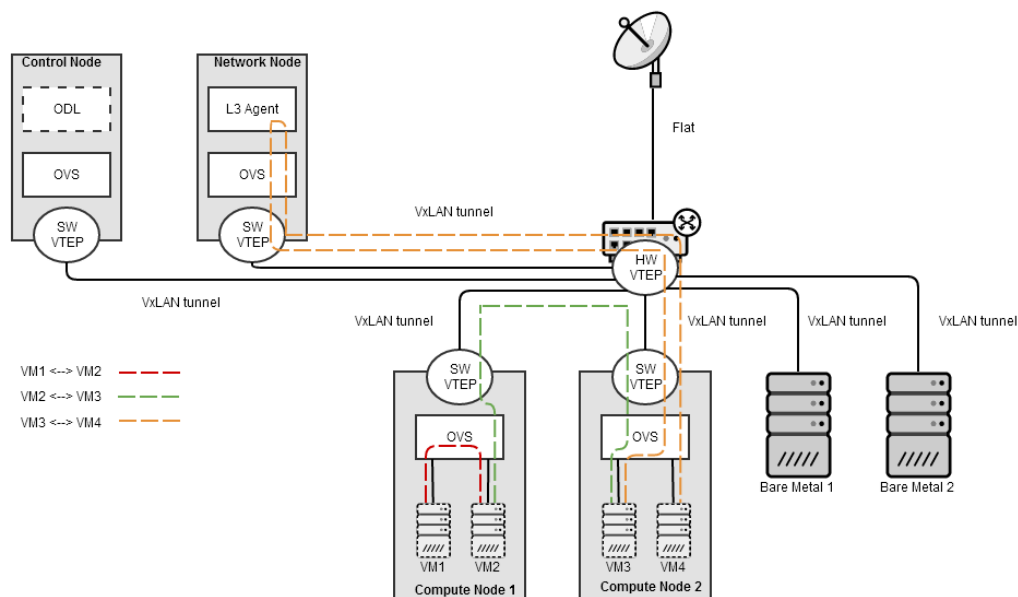 Control Node
Network Node
ODL
L3 Agent
OVS
OVS
SW
VTEP
SW
VTEP
Flat
VxLAN tunnel
HW
VTEP
VxLAN tunnel
VxLAN tunnel
VxLAN tunnel
VxLAN tunnel
VxLAN tunnel
VM1 <--> VM2
VM2 <--> VM3
VM3 <--> VM4
SW
VTEP
SW
VTEP
OVS
OVS
VM1
VM2
VM3
VM4
Compute Node 1
Compute Node 2
Bare Metal 1
Bare Metal 2